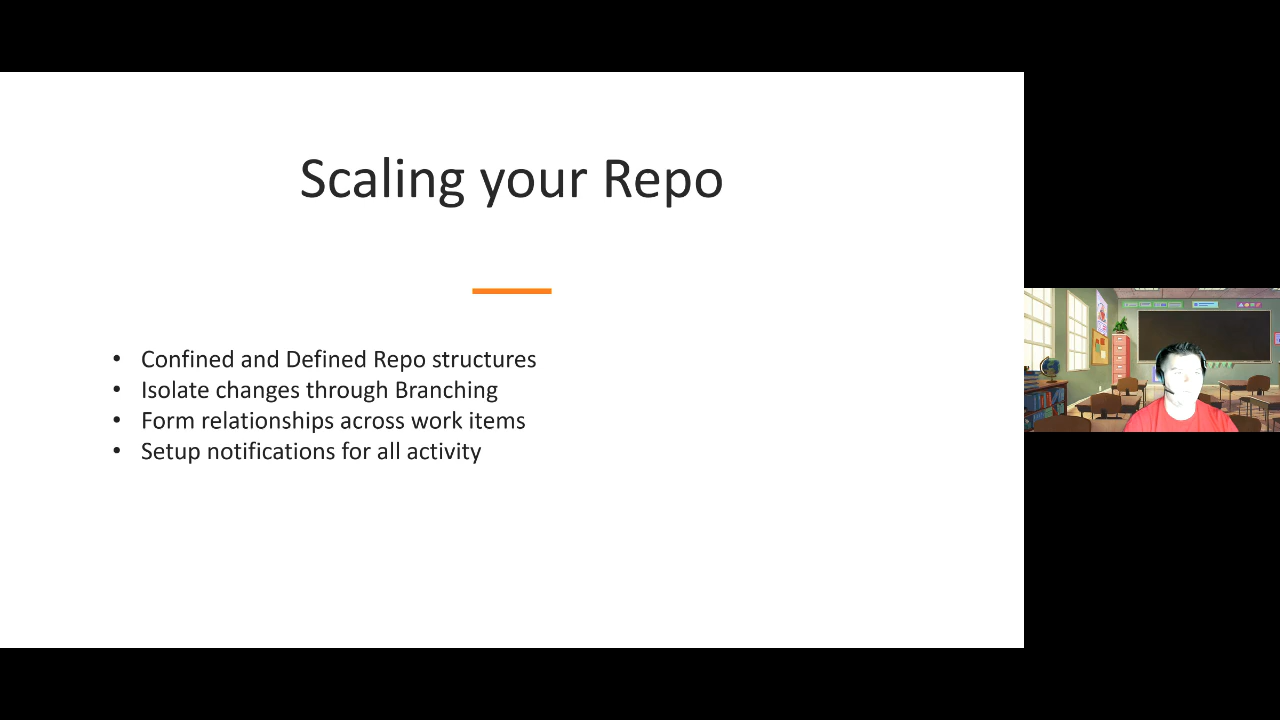 Scaling your Repo
• Confined and Defined Repo structures
• Isolate changes through Branching
• Form relationships across work items
• Setup notifications for all activity